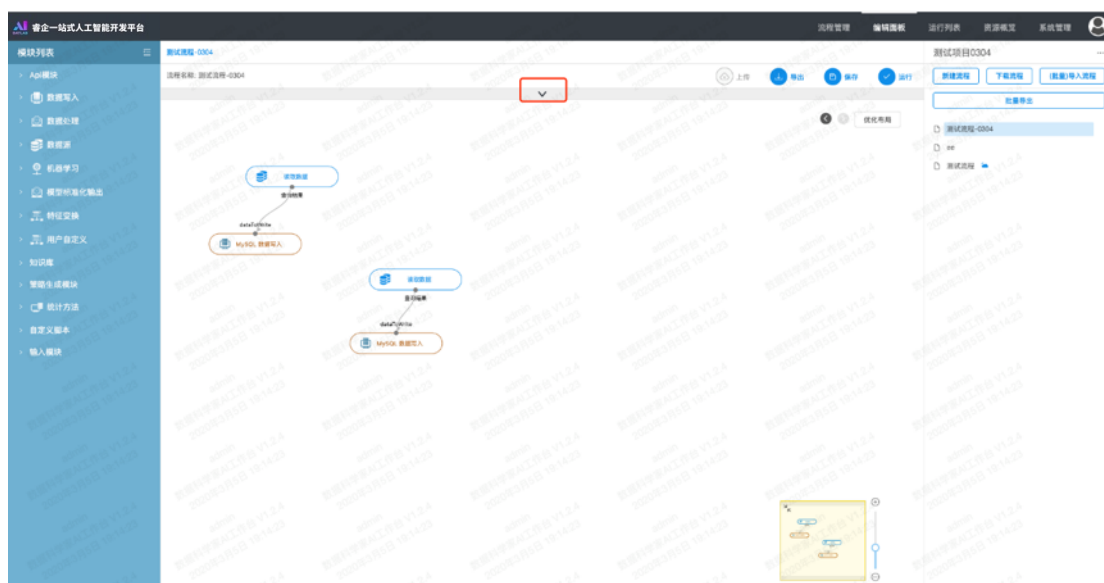 睿企一站式人工智能开发平台
流程管理 编辑面板 运行列表 资源概览 系统管理
模块列表
测试流程-0304
测试项目0304
Api模块
流程名称: 测试流程-0304
上传 导出 保存 运行
新建流程 下载流程 (批量)导入流程
批量导出
优化布局
数据写入
数据处理
数据源
机器学习
模型标准化输出
特征变换
用户自定义
知识库
智能生成模块
统计方法
自定义脚本
输入模块
测试流程-0304
测试流程
读取数据
查询结果
dataToWrite
MySQL 数据写入
读取数据
查询结果
dataToWrite
MySQL 数据写入